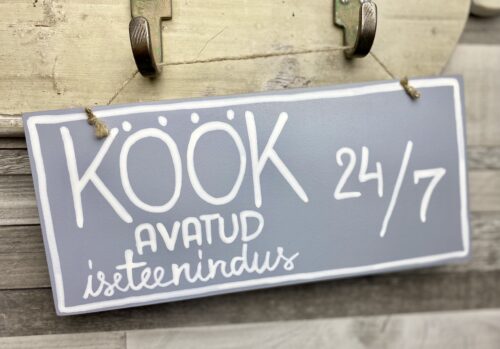 KÖÖK 24/7
AVATUD
iseteenindus